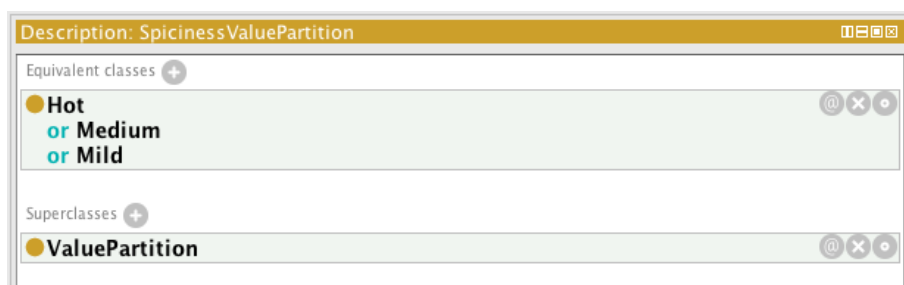 Description: SpicinessValuePartition
Equivalent classes
Hot
or Medium
or Mild
Superclasses
ValuePartition